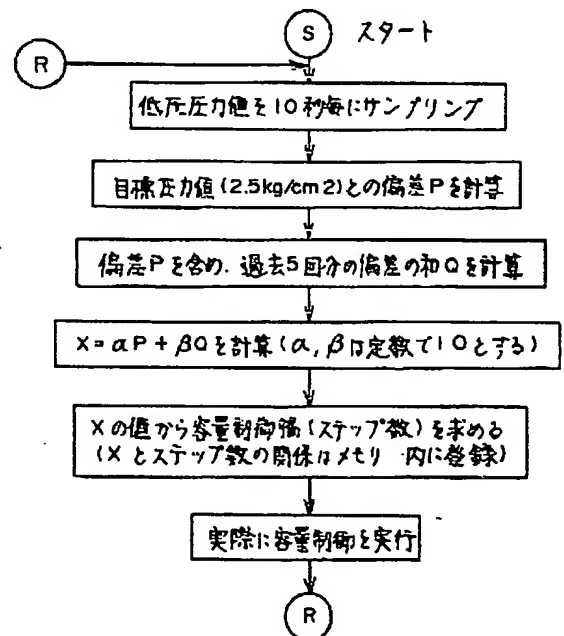 S スタート
R
低圧圧力値を10秒毎にサンプリング
目標圧力値(2.5kg/cm2)との偏差Pを計算
偏差Pを含め、過去5回分の偏差の和Qを計算
X=αP+βQを計算(α,βは定数で10とする)
Xの値から容量制御幅(ステップ数)を求める
(Xとステップ数の関係はメモリー内に登録)
実際に容量制御を実行
R